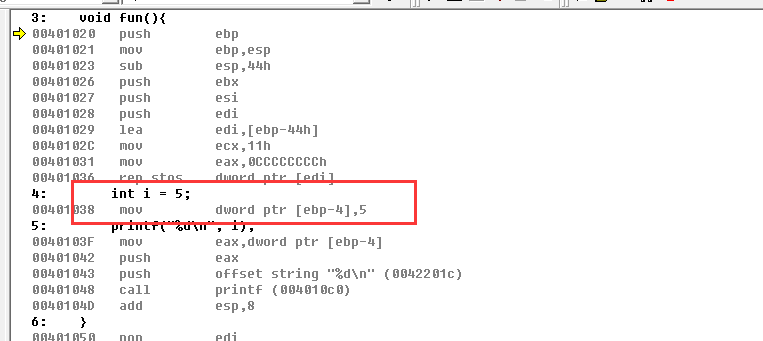 3:    void fun(){
00401020   push        ebp
00401021   mov         ebp,esp
00401023   sub         esp,44h
00401026   push        ebx
00401027   push        esi
00401028   push        edi
00401029   lea         edi,[ebp-44h]
0040102C   mov         ecx,11h
00401031   mov         eax,0CCCCCCCCh
00401036   rep stos    dword ptr [edi]
4:        int i = 5;
00401038   mov         dword ptr [ebp-4],5
5:        printf("%d\n", i);
0040103F   mov         eax,dword ptr [ebp-4]
00401042   push        eax
00401043   push        offset string "%d\n" (0042201c)
00401048   call        printf (004010c0)
0040104D   add         esp,8
6:    }
00401050   pop         edi